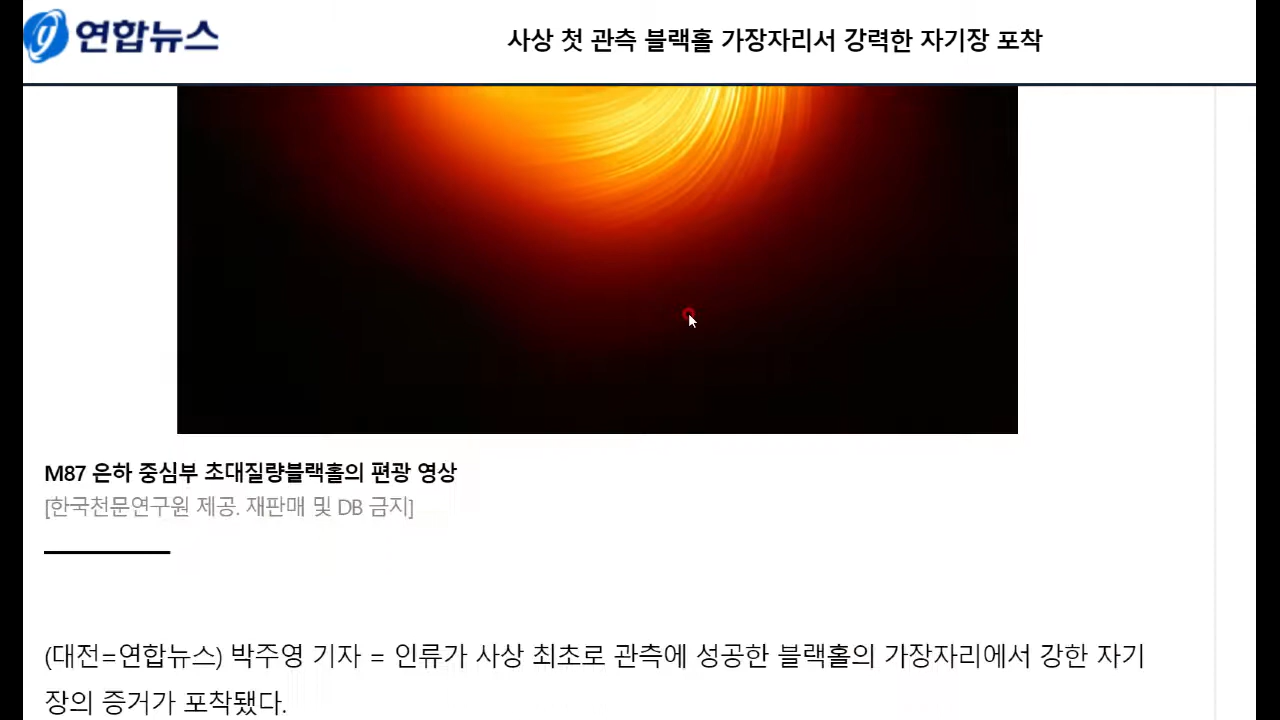 연합뉴스
사상 첫 관측 블랙홀 가장자리서 강력한 자기장 포착
M87 은하 중심부 초대질량블랙홀의 편광 영상
[한국천문연구원 제공. 재판매 및 DB 금지]
(대전=연합뉴스) 박주영 기자 = 인류가 사상 최초로 관측에 성공한 블랙홀의 가장자리에서 강한 자기
장의 증거가 포착됐다.